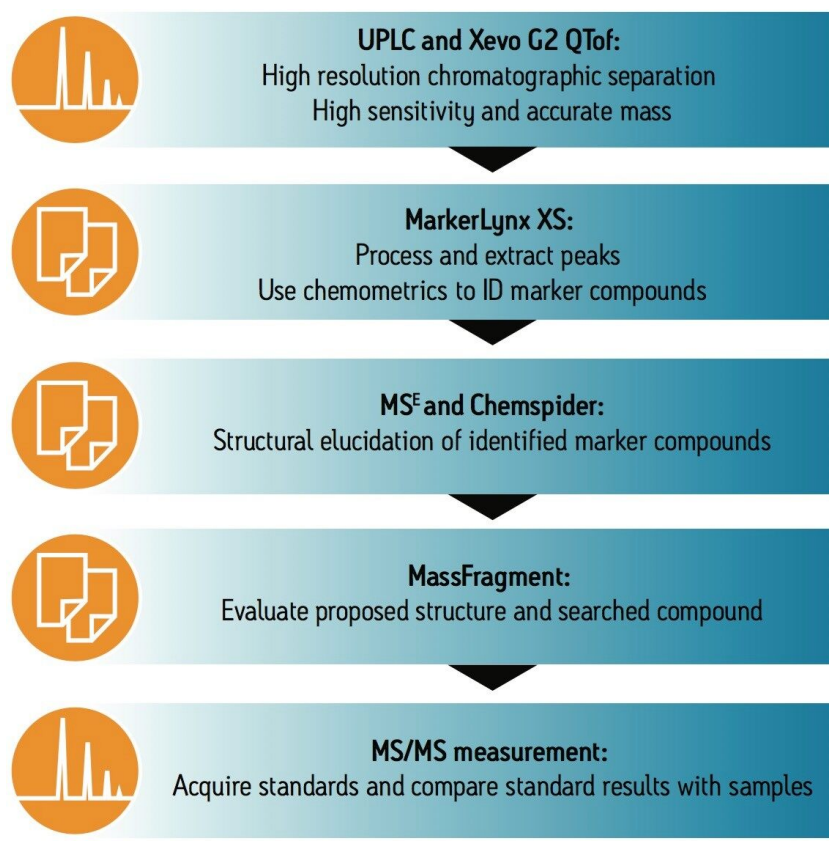 UPLC and Xevo G2 QTof:
High resolution chromatographic separation
High sensitivity and accurate mass
MarkerLynx XS:
Process and extract peaks
Use chemometrics to ID marker compounds
MSᴱ and Chemspider:
Structural elucidation of identified marker compounds
MassFragment:
Evaluate proposed structure and searched compound
MS/MS measurement:
Acquire standards and compare standard results with samples